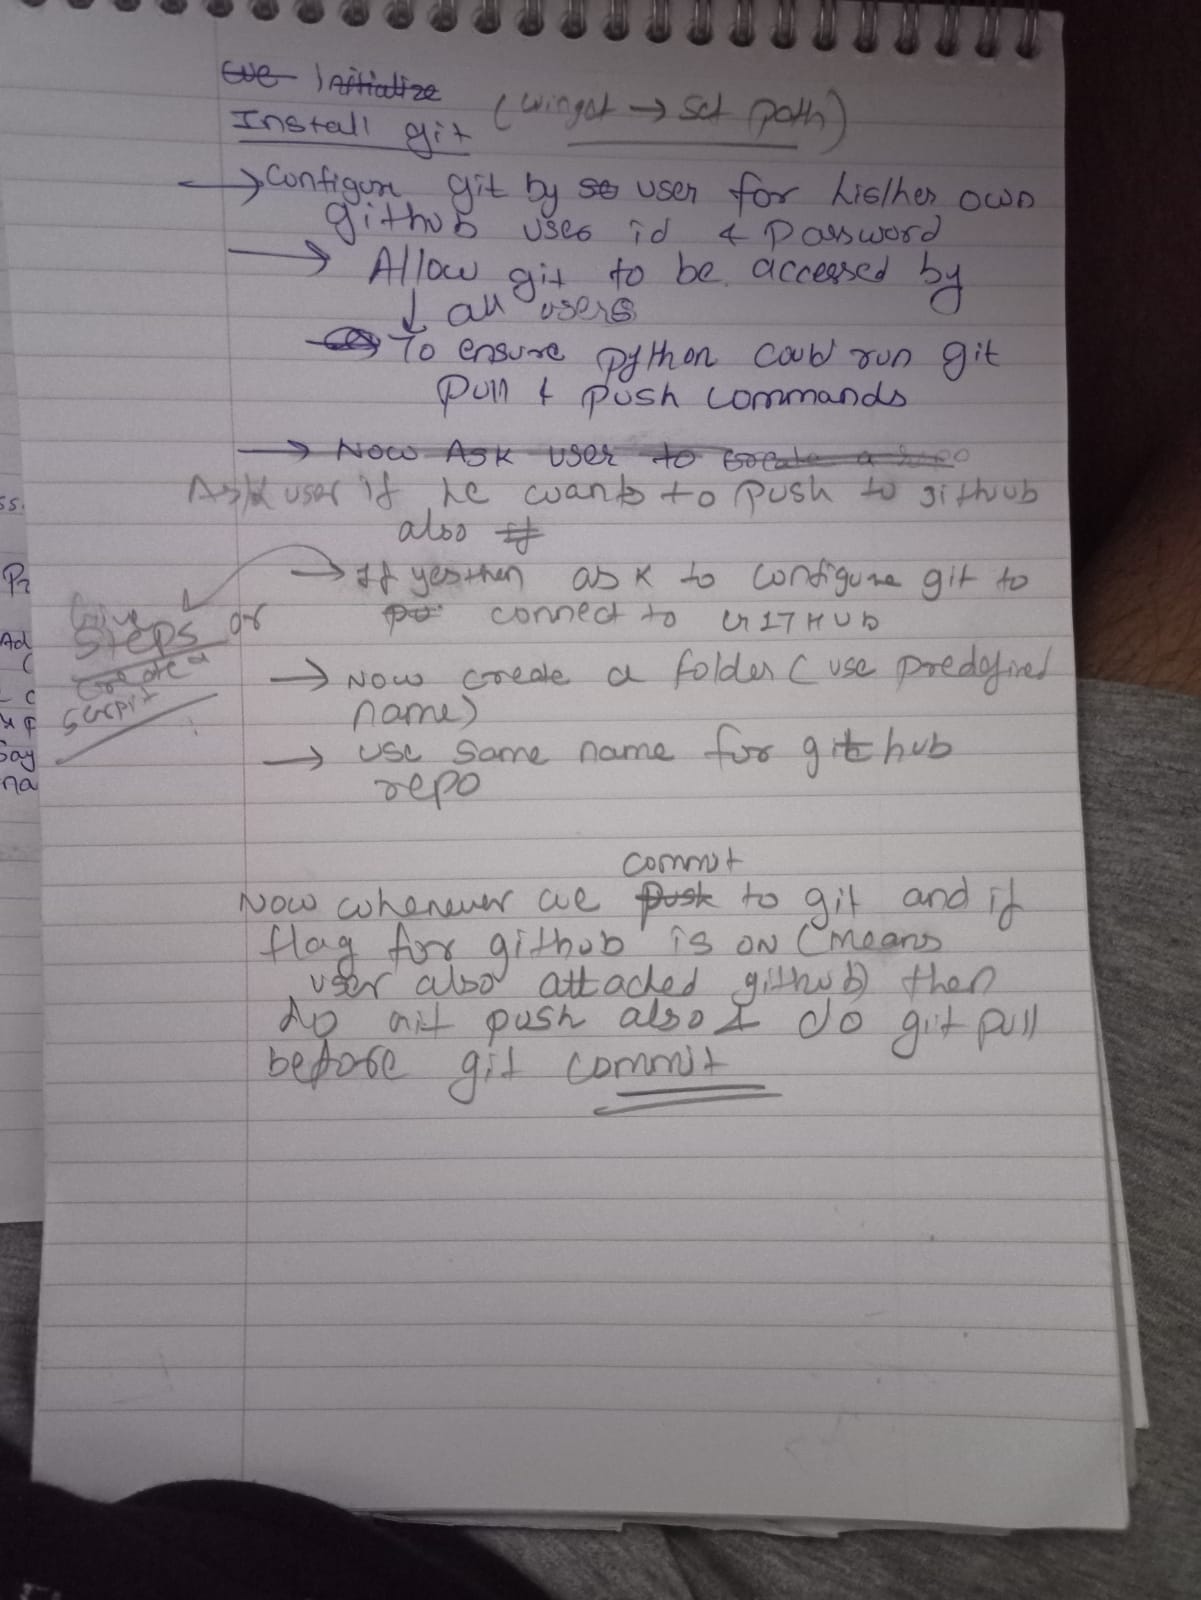 We Initialize
Install git (winget → set path)
→ Configure git by so user for his/her own
github user id & password
→ Allow git to be accessed by
↓ all users
To ensure python could run git
pull & push commands
→ Now Ask user to create a repo
Ask user if he wants to push to github
also if
→ If yes then ask to configure git to
connect to GITHUB
Give
Steps or
create a
script
→ Now create a folder (use predefined
name)
→ use same name for github
repo
commit
Now whenever we push to git and if
flag for github is ON (means
user also attached github) then
do git push also & do git pull
before git commit
ss.
Pr
Ad
Say
na